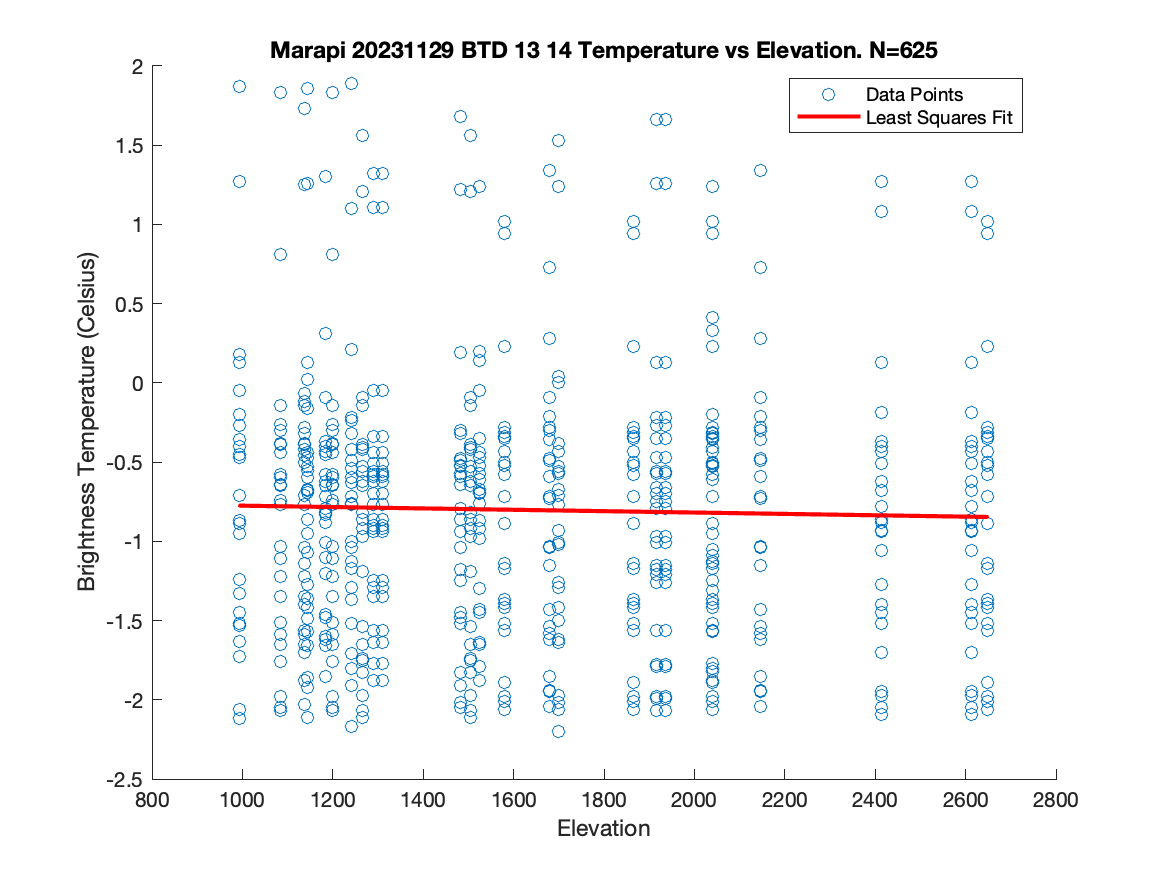 Marapi 20231129 BTD 13 14 Temperature vs Elevation. N=625
Data Points
Least Squares Fit
2
1.5
1
0.5
0
-0.5
-1
-1.5
-2
-2.5
Brightness Temperature (Celsius)
800 1000 1200 1400 1600 1800 2000 2200 2400 2600 2800
Elevation